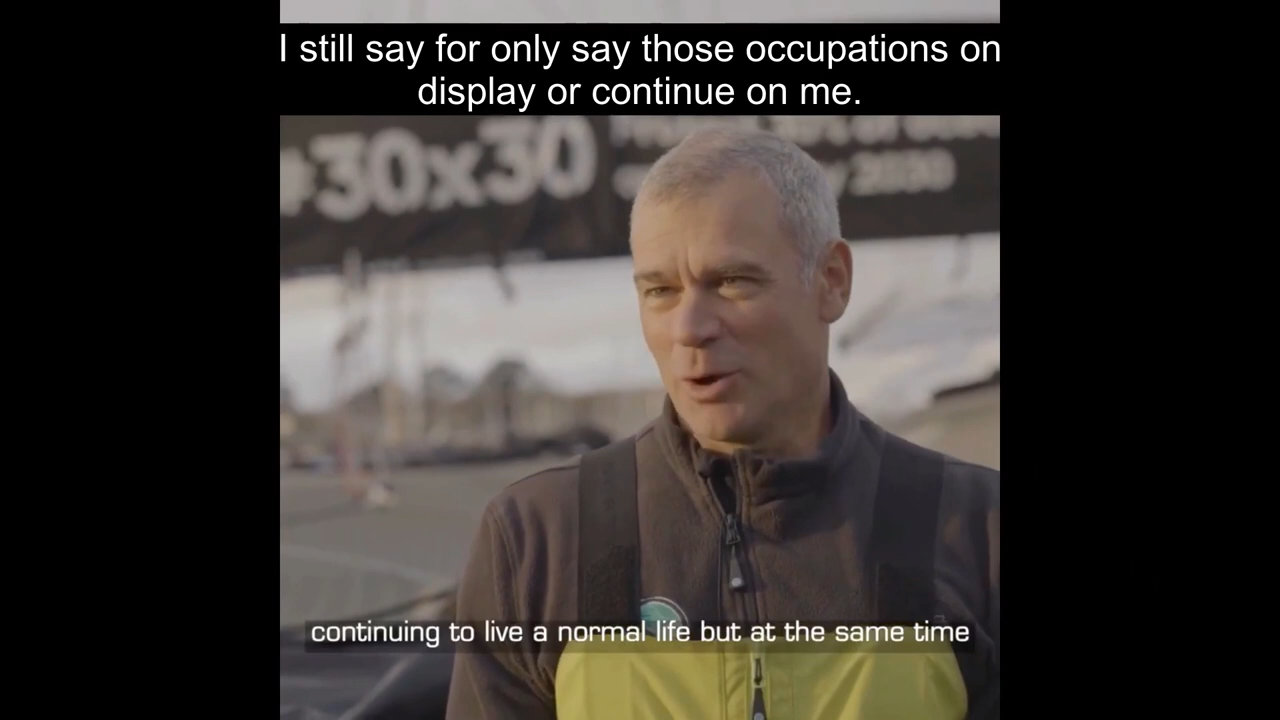 I still say for only say those occupations on
display or continue on me.
#30x30
2030
continuing to live a normal life but at the same time